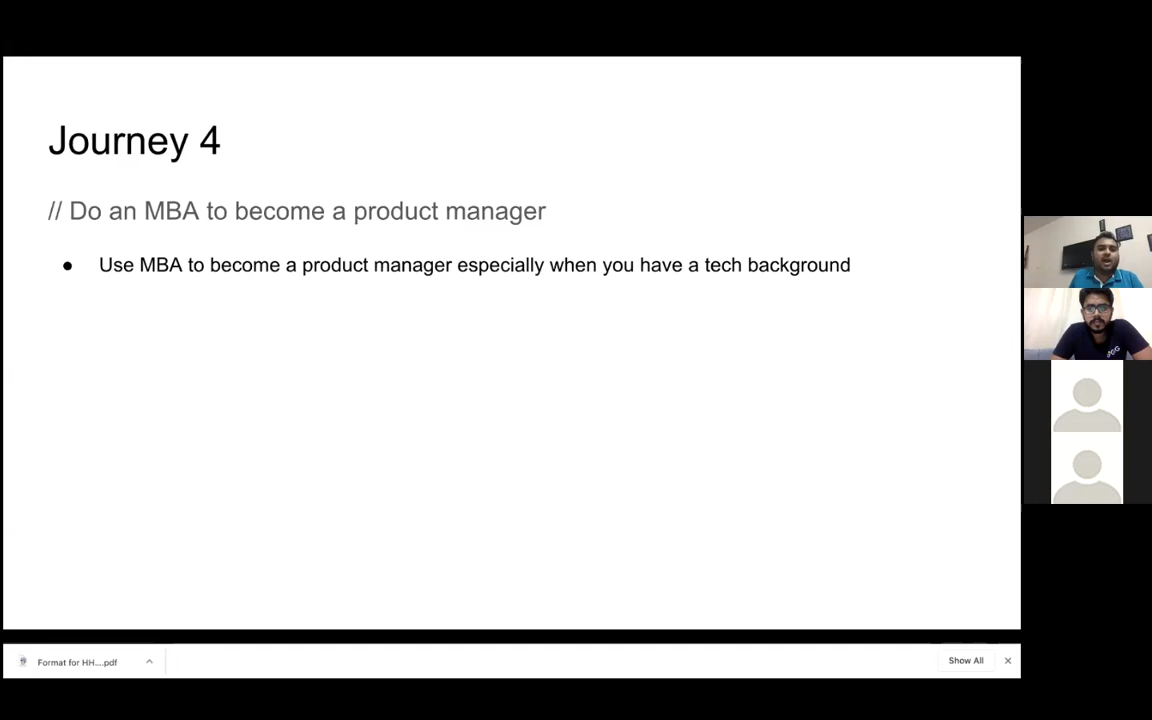 Journey 4
// Do an MBA to become a product manager
● Use MBA to become a product manager especially when you have a tech background
Format for HH....pdf
Show All